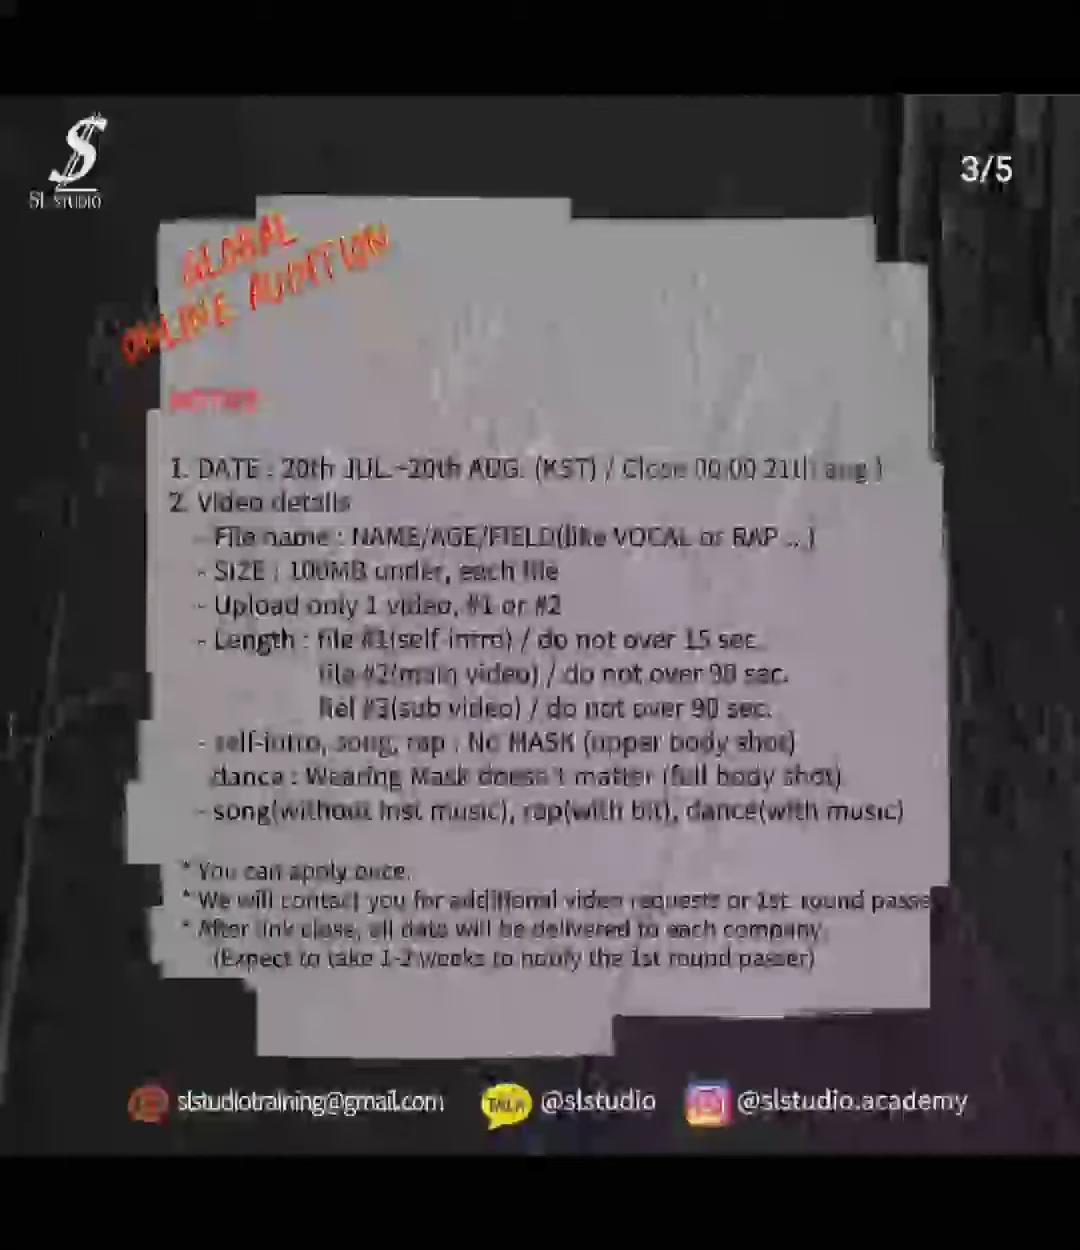 SL STUDIO
3/5
GLOBAL
ONLINE AUDITION
NOTICE
1. DATE : 20th JUL.~20th AUG. (KST) / Close 00:00 21th aug )
2. Video details
- File name : NAME/AGE/FIELD(like VOCAL or RAP ... )
- SIZE : 100MB under, each file
- Upload only 1 video, #1 or #2
- Length : file #1(self-intro) / do not over 15 sec.
file #2(main video) / do not over 90 sec.
fiel #3(sub video) / do not over 90 sec.
- self-intro, song, rap : No MASK (upper body shot)
dance : Wearing Mask doesn't matter (full body shot)
- song(without inst music), rap(with bit), dance(with music)
* You can apply once.
* We will contact you for additional video requests or 1st round passe
* After link close, all data will be delivered to each company.
(Expect to take 1-2 weeks to notify the 1st round passer)
slstudiotraining@gmail.com
TALK
@slstudio
@slstudio.academy